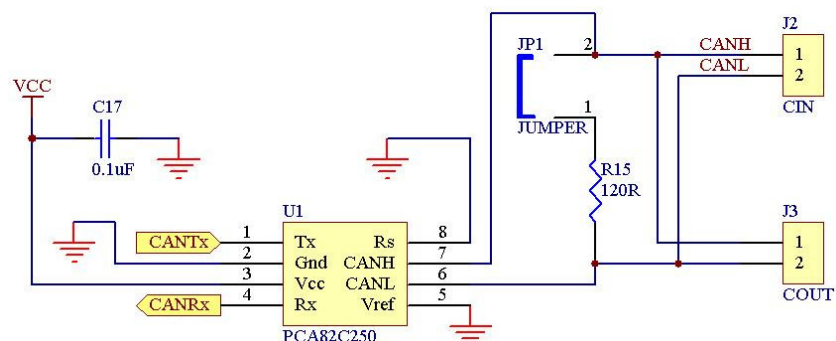 JP1
2
CANH
J2
1
CANL
2
CIN
VCC
C17
0.1uF
1
JUMPER
R15
120R
U1
J3
CANTx
1
Tx
Rs
8
1
2
Gnd
CANH
7
2
3
Vcc
CANL
6
CANRx
4
Rx
Vref
5
COUT
PCA82C250